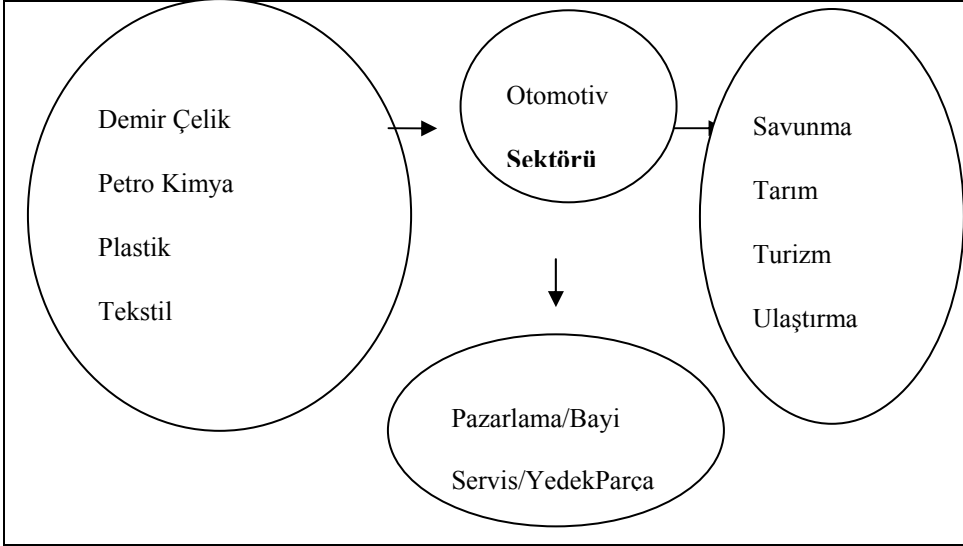 Demir Çelik
Petro Kimya
Plastik
Tekstil
Otomotiv
Sektörü
Savunma
Tarım
Turizm
Ulaştırma
Pazarlama/Bayi
Servis/YedekParça